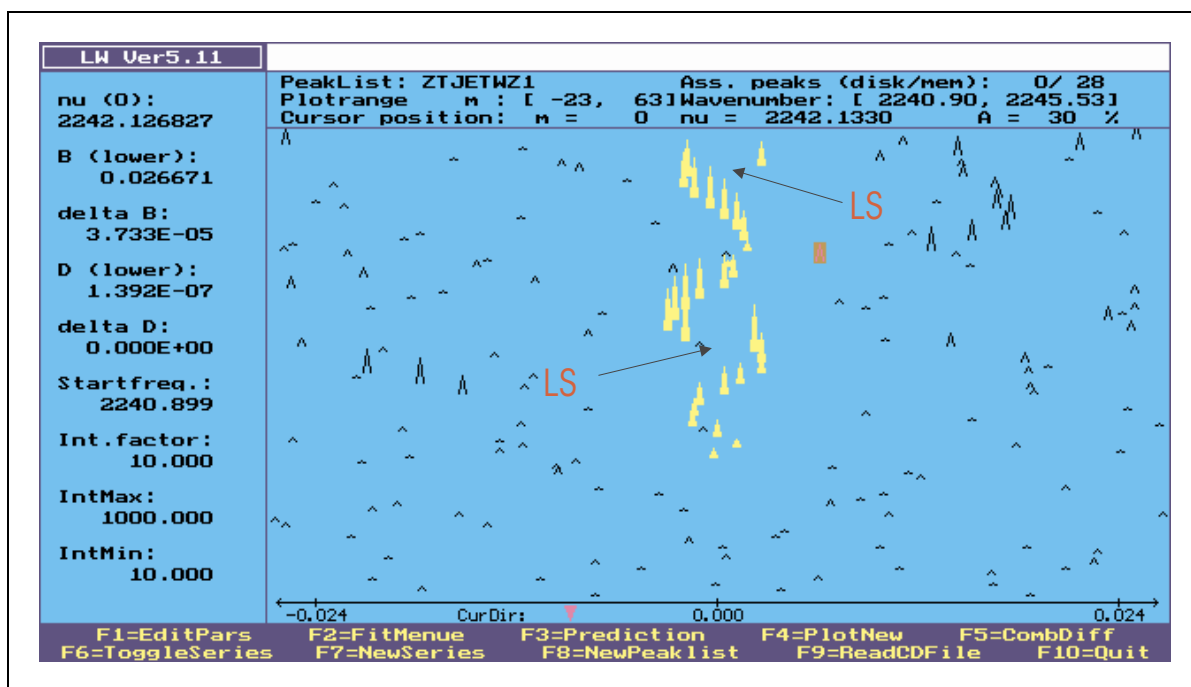 LW Ver5.11
PeakList: ZTJETWZ1 Ass. peaks (disk/mem): 0/ 28
Plotrange m : [ -23, 63]Wavenumber: [ 2240.90, 2245.53]
Cursor position: m = 0 nu = 2242.1330 A = 30 %
nu (0):
2242.126827
B (lower):
0.026671
delta B:
3.733E-05
D (lower):
1.392E-07
delta D:
0.000E+00
Startfreq.:
2240.899
Int.factor:
10.000
IntMax:
1000.000
IntMin:
10.000
LS
LS
-0.024 CurDir: 0.000 0.024
F1=EditPars F2=FitMenue F3=Prediction F4=PlotNew F5=CombDiff
F6=ToggleSeries F7=NewSeries F8=NewPeaklist F9=ReadCDFile F10=Quit